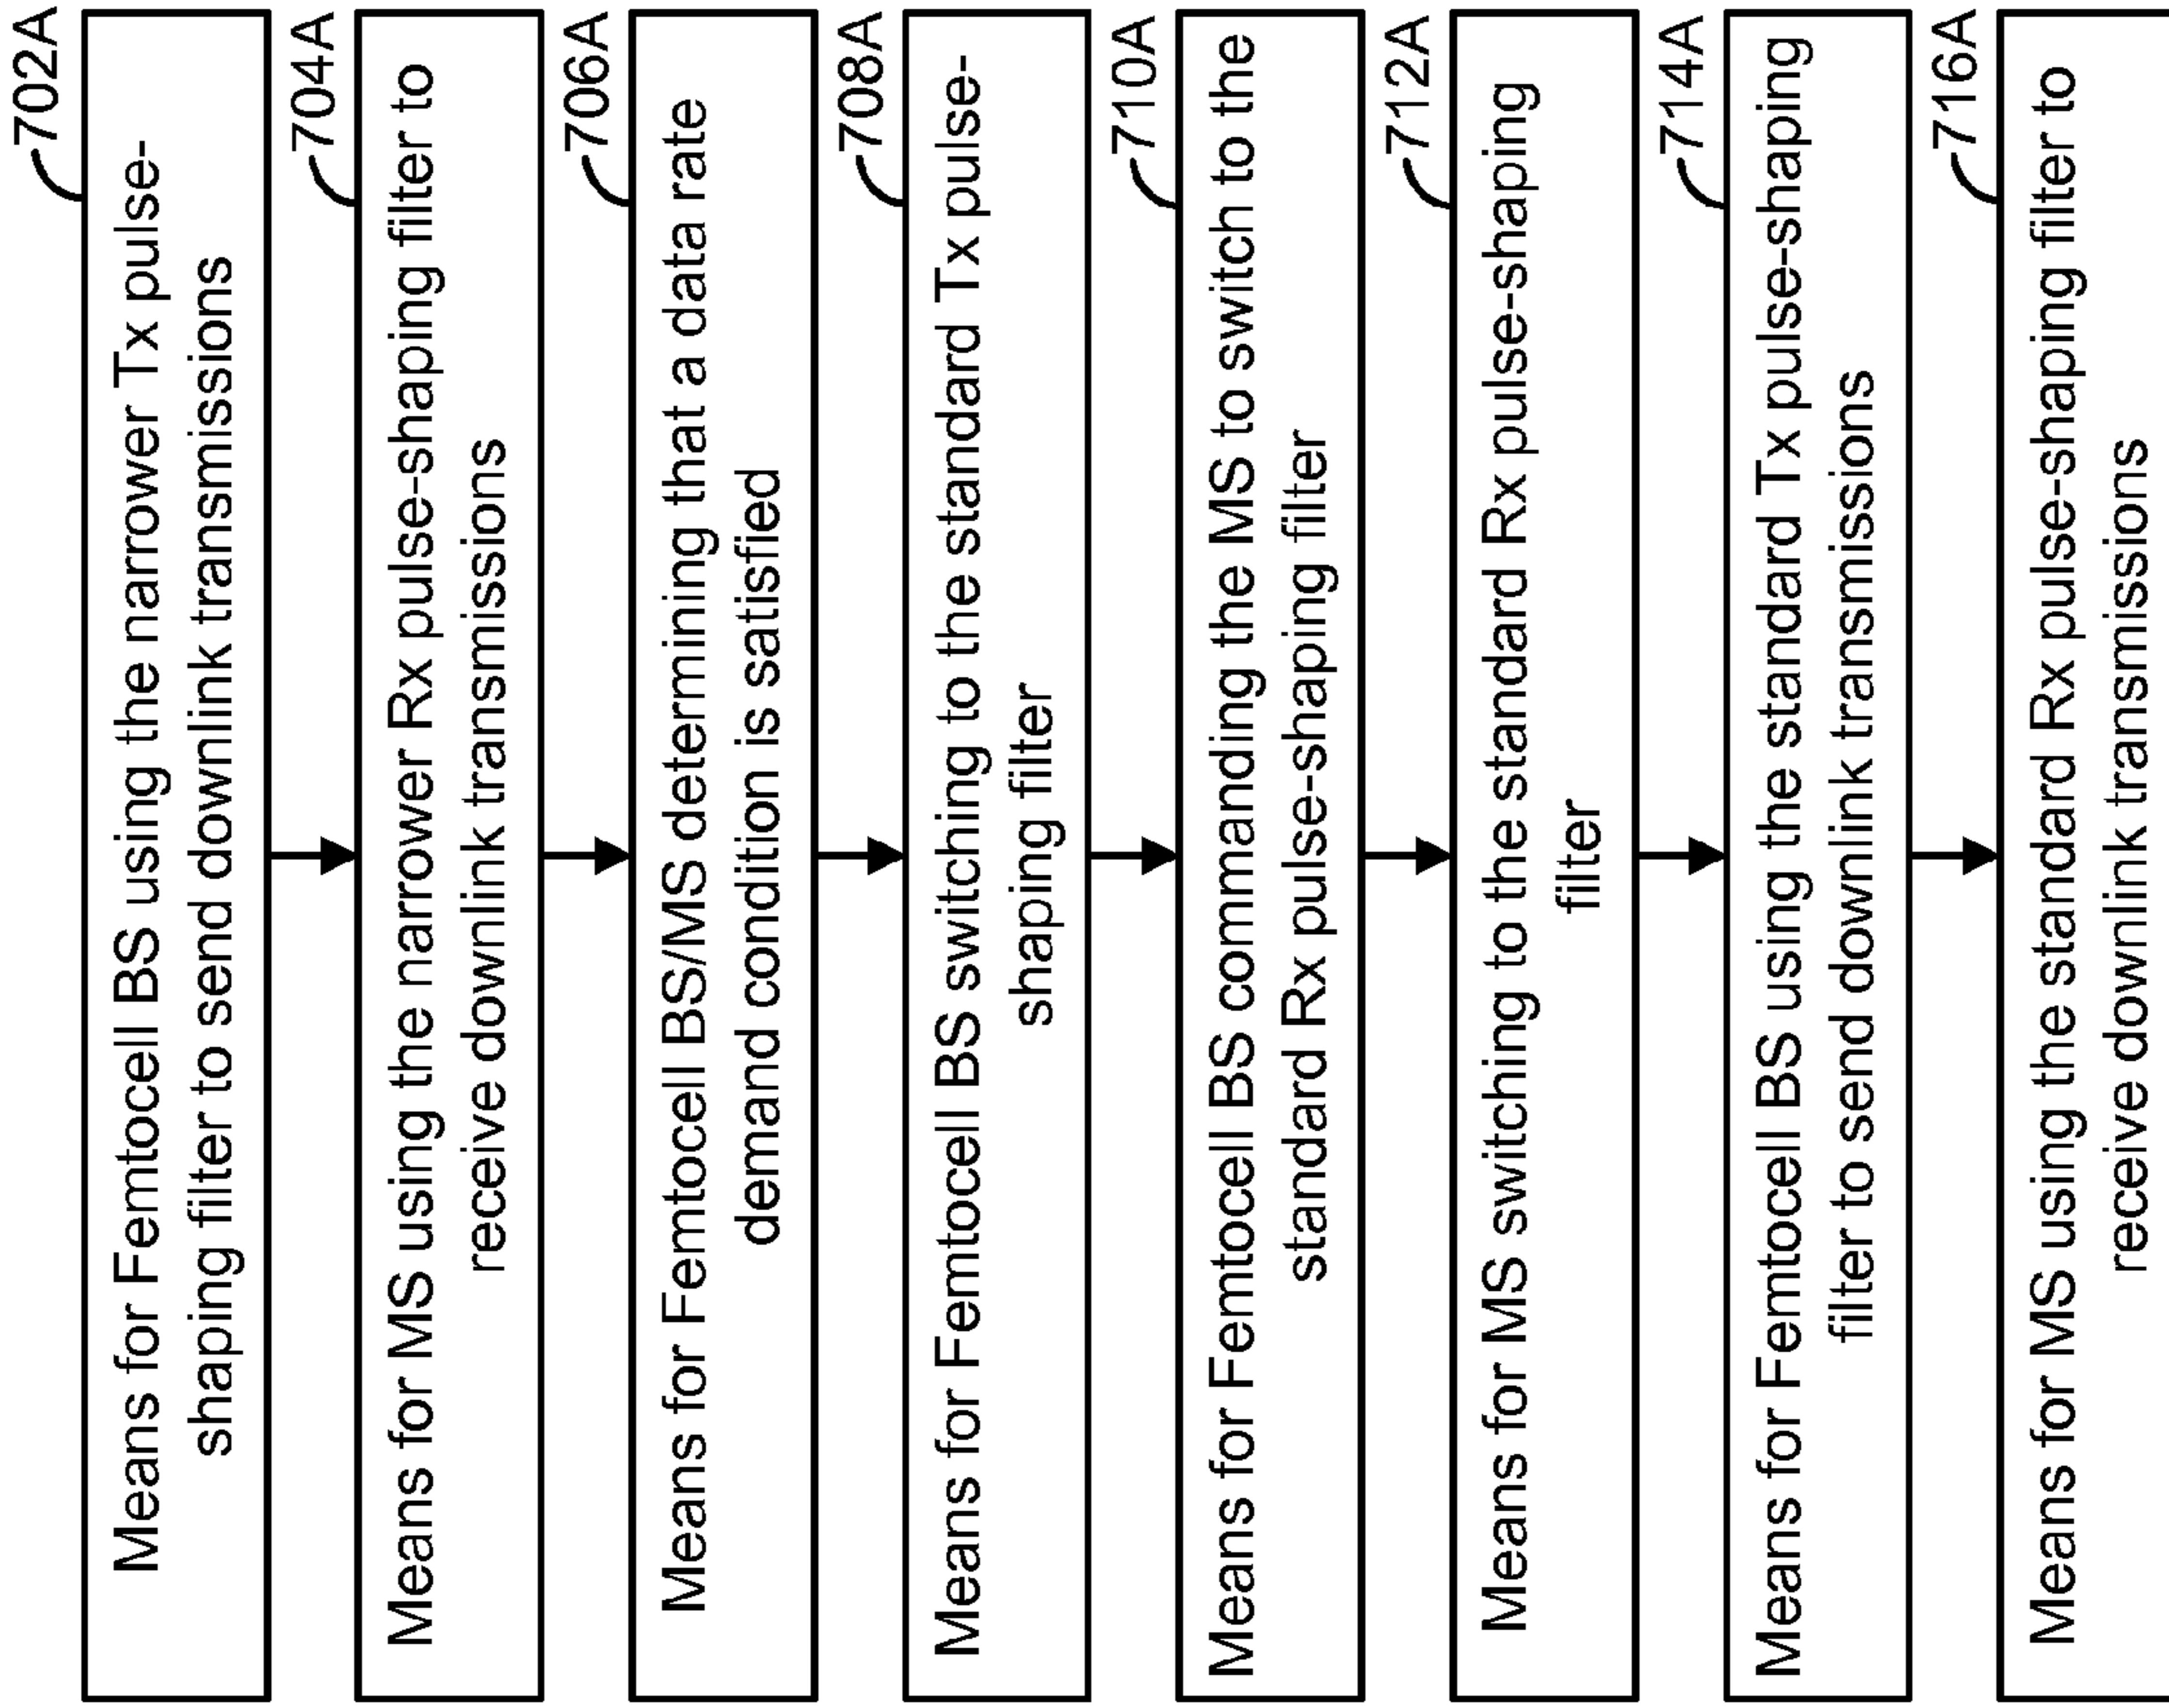 702A
Means for Femtocell BS using the narrower Tx pulse-
shaping filter to send downlink transmissions
704A
Means for MS using the narrower Rx pulse-shaping filter to
receive downlink transmissions
706A
Means for Femtocell BS/MS determining that a data rate
demand condition is satisfied
708A
Means for Femtocell BS switching to the standard Tx pulse-
shaping filter
710A
Means for Femtocell BS commanding the MS to switch to the
standard Rx pulse-shaping filter
712A
Means for MS switching to the standard Rx pulse-shaping
filter
714A
Means for Femtocell BS using the standard Tx pulse-shaping
filter to send downlink transmissions
716A
Means for MS using the standard Rx pulse-shaping filter to
receive downlink transmissions